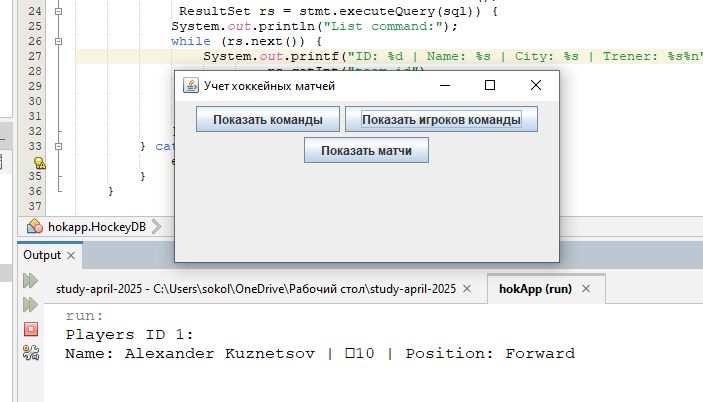 24
ResultSet rs = stmt.executeQuery(sql)) {
25 System.out.println("List command:");
26 while (rs.next()) {
27 System.out.printf("ID: %d | Name: %s | City: %s | Trener: %s%n"
28
29
30
31
32
33 } cat
35 }
36 }
37
Учет хоккейных матчей
Показать команды Показать игроков команды
Показать матчи
hokapp.HockeyDB
Output
study-april-2025 - C:\Users\sokol\OneDrive\Рабочий стол\study-april-2025 hokApp (run)
run:
Players ID 1:
Name: Alexander Kuznetsov | □10 | Position: Forward